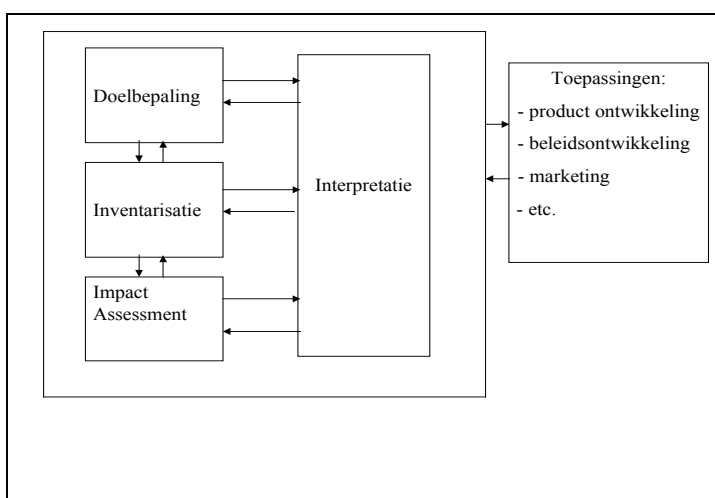 Doelbepaling
Inventarisatie
Impact
Assessment
Interpretatie
Toepassingen:
- product ontwikkeling
- beleidsontwikkeling
- marketing
- etc.